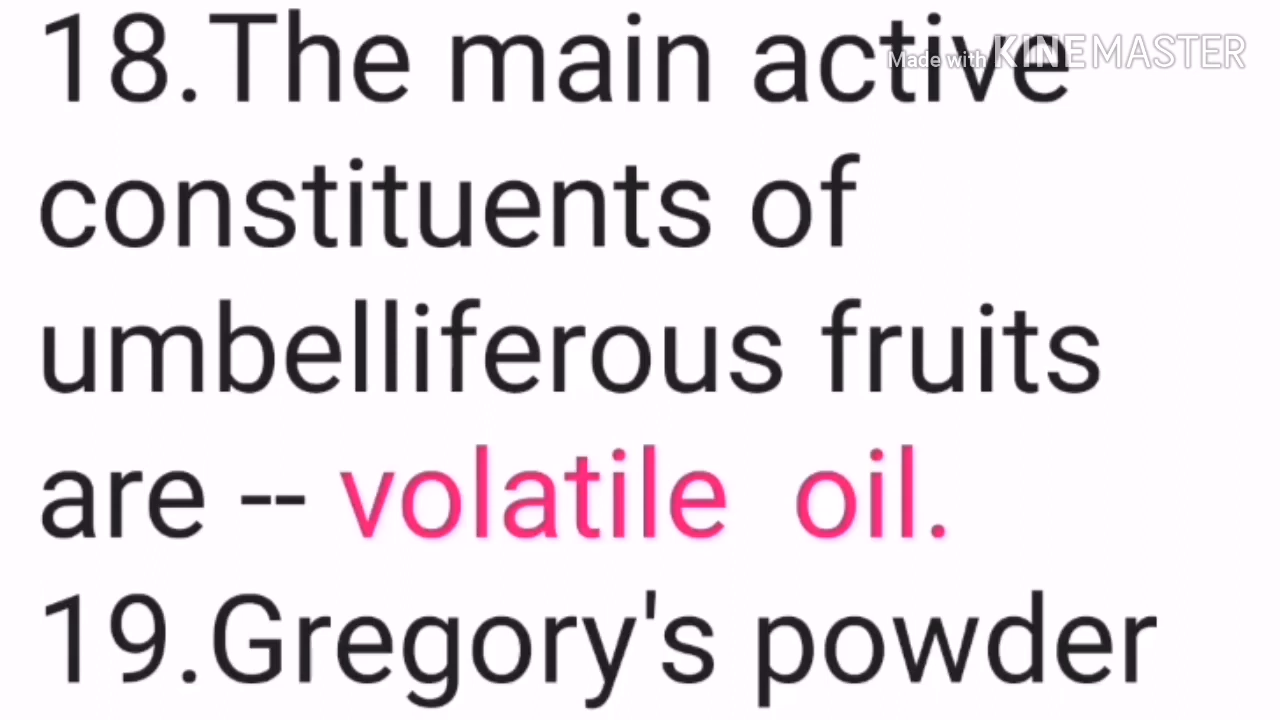 18.The main active
Made with KINEMASTER
constituents of
umbelliferous fruits
are -- volatile oil.
19.Gregory's powder